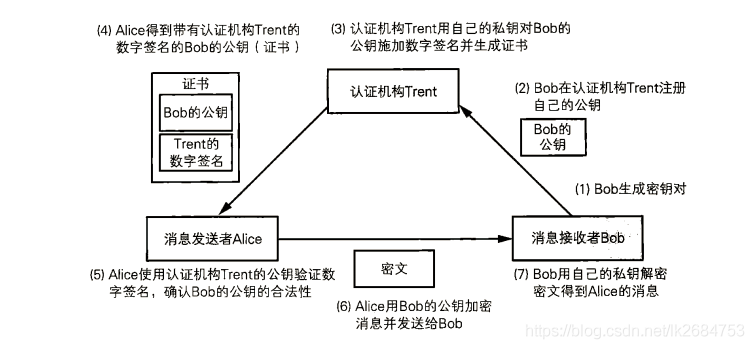 (4) Alice得到带有认证机构Trent的
数字签名的Bob的公钥（证书）
(3) 认证机构Trent用自己的私钥对Bob的
公钥施加数字签名并生成证书
证书
Bob的公钥
Trent的
数字签名
认证机构Trent
(2) Bob在认证机构Trent注册
自己的公钥
Bob的
公钥
(1) Bob生成密钥对
消息发送者Alice
消息接收者Bob
(5) Alice使用认证机构Trent的公钥验证数
字签名，确认Bob的公钥的合法性
密文
(6) Alice用Bob的公钥加密
消息并发送给Bob
(7) Bob用自己的私钥解密
密文得到Alice的消息
https://blog.csdn.net/lk2684753